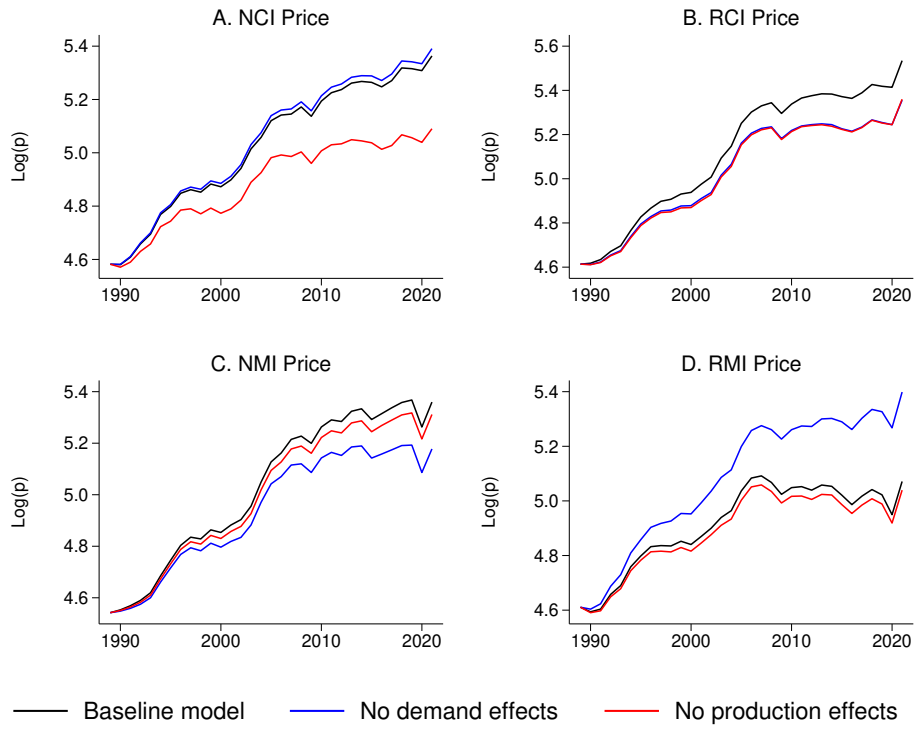 A. NCI Price
Log(p)
5.4
5.2
5.0
4.8
4.6
1990 2000 2010 2020
B. RCI Price
Log(p)
5.6
5.4
5.2
5.0
4.8
4.6
1990 2000 2010 2020
C. NMI Price
Log(p)
5.4
5.2
5.0
4.8
4.6
1990 2000 2010 2020
D. RMI Price
Log(p)
5.4
5.2
5.0
4.8
4.6
1990 2000 2010 2020
Baseline model No demand effects No production effects